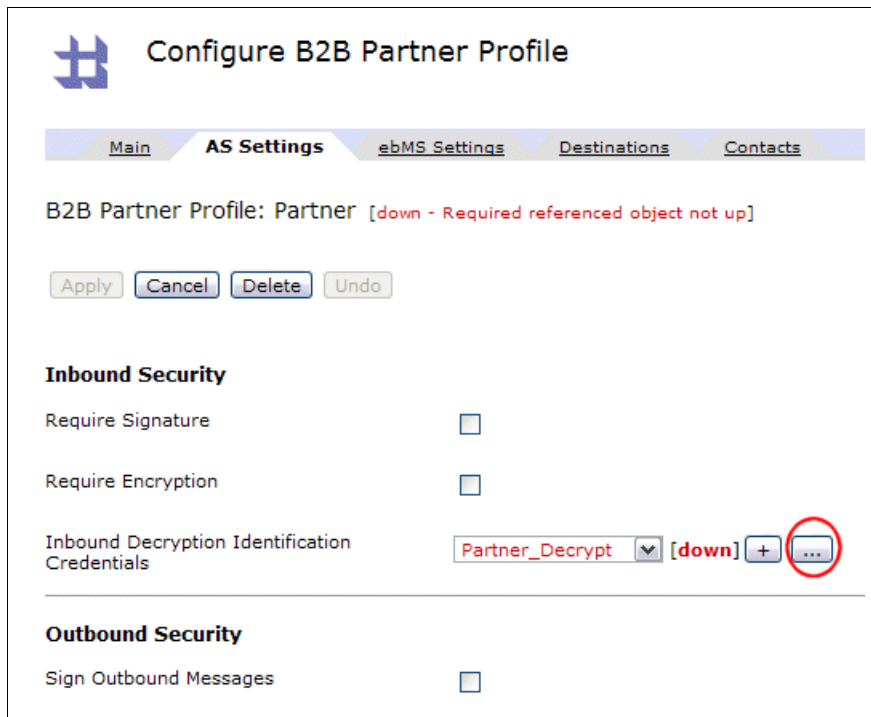 Configure B2B Partner Profile
Main AS Settings ebMS Settings Destinations Contacts
B2B Partner Profile: Partner [down - Required referenced object not up]
Apply Cancel Delete Undo
Inbound Security
Require Signature
Require Encryption
Inbound Decryption Identification
Credentials
Partner_Decrypt [down] + ...
Outbound Security
Sign Outbound Messages